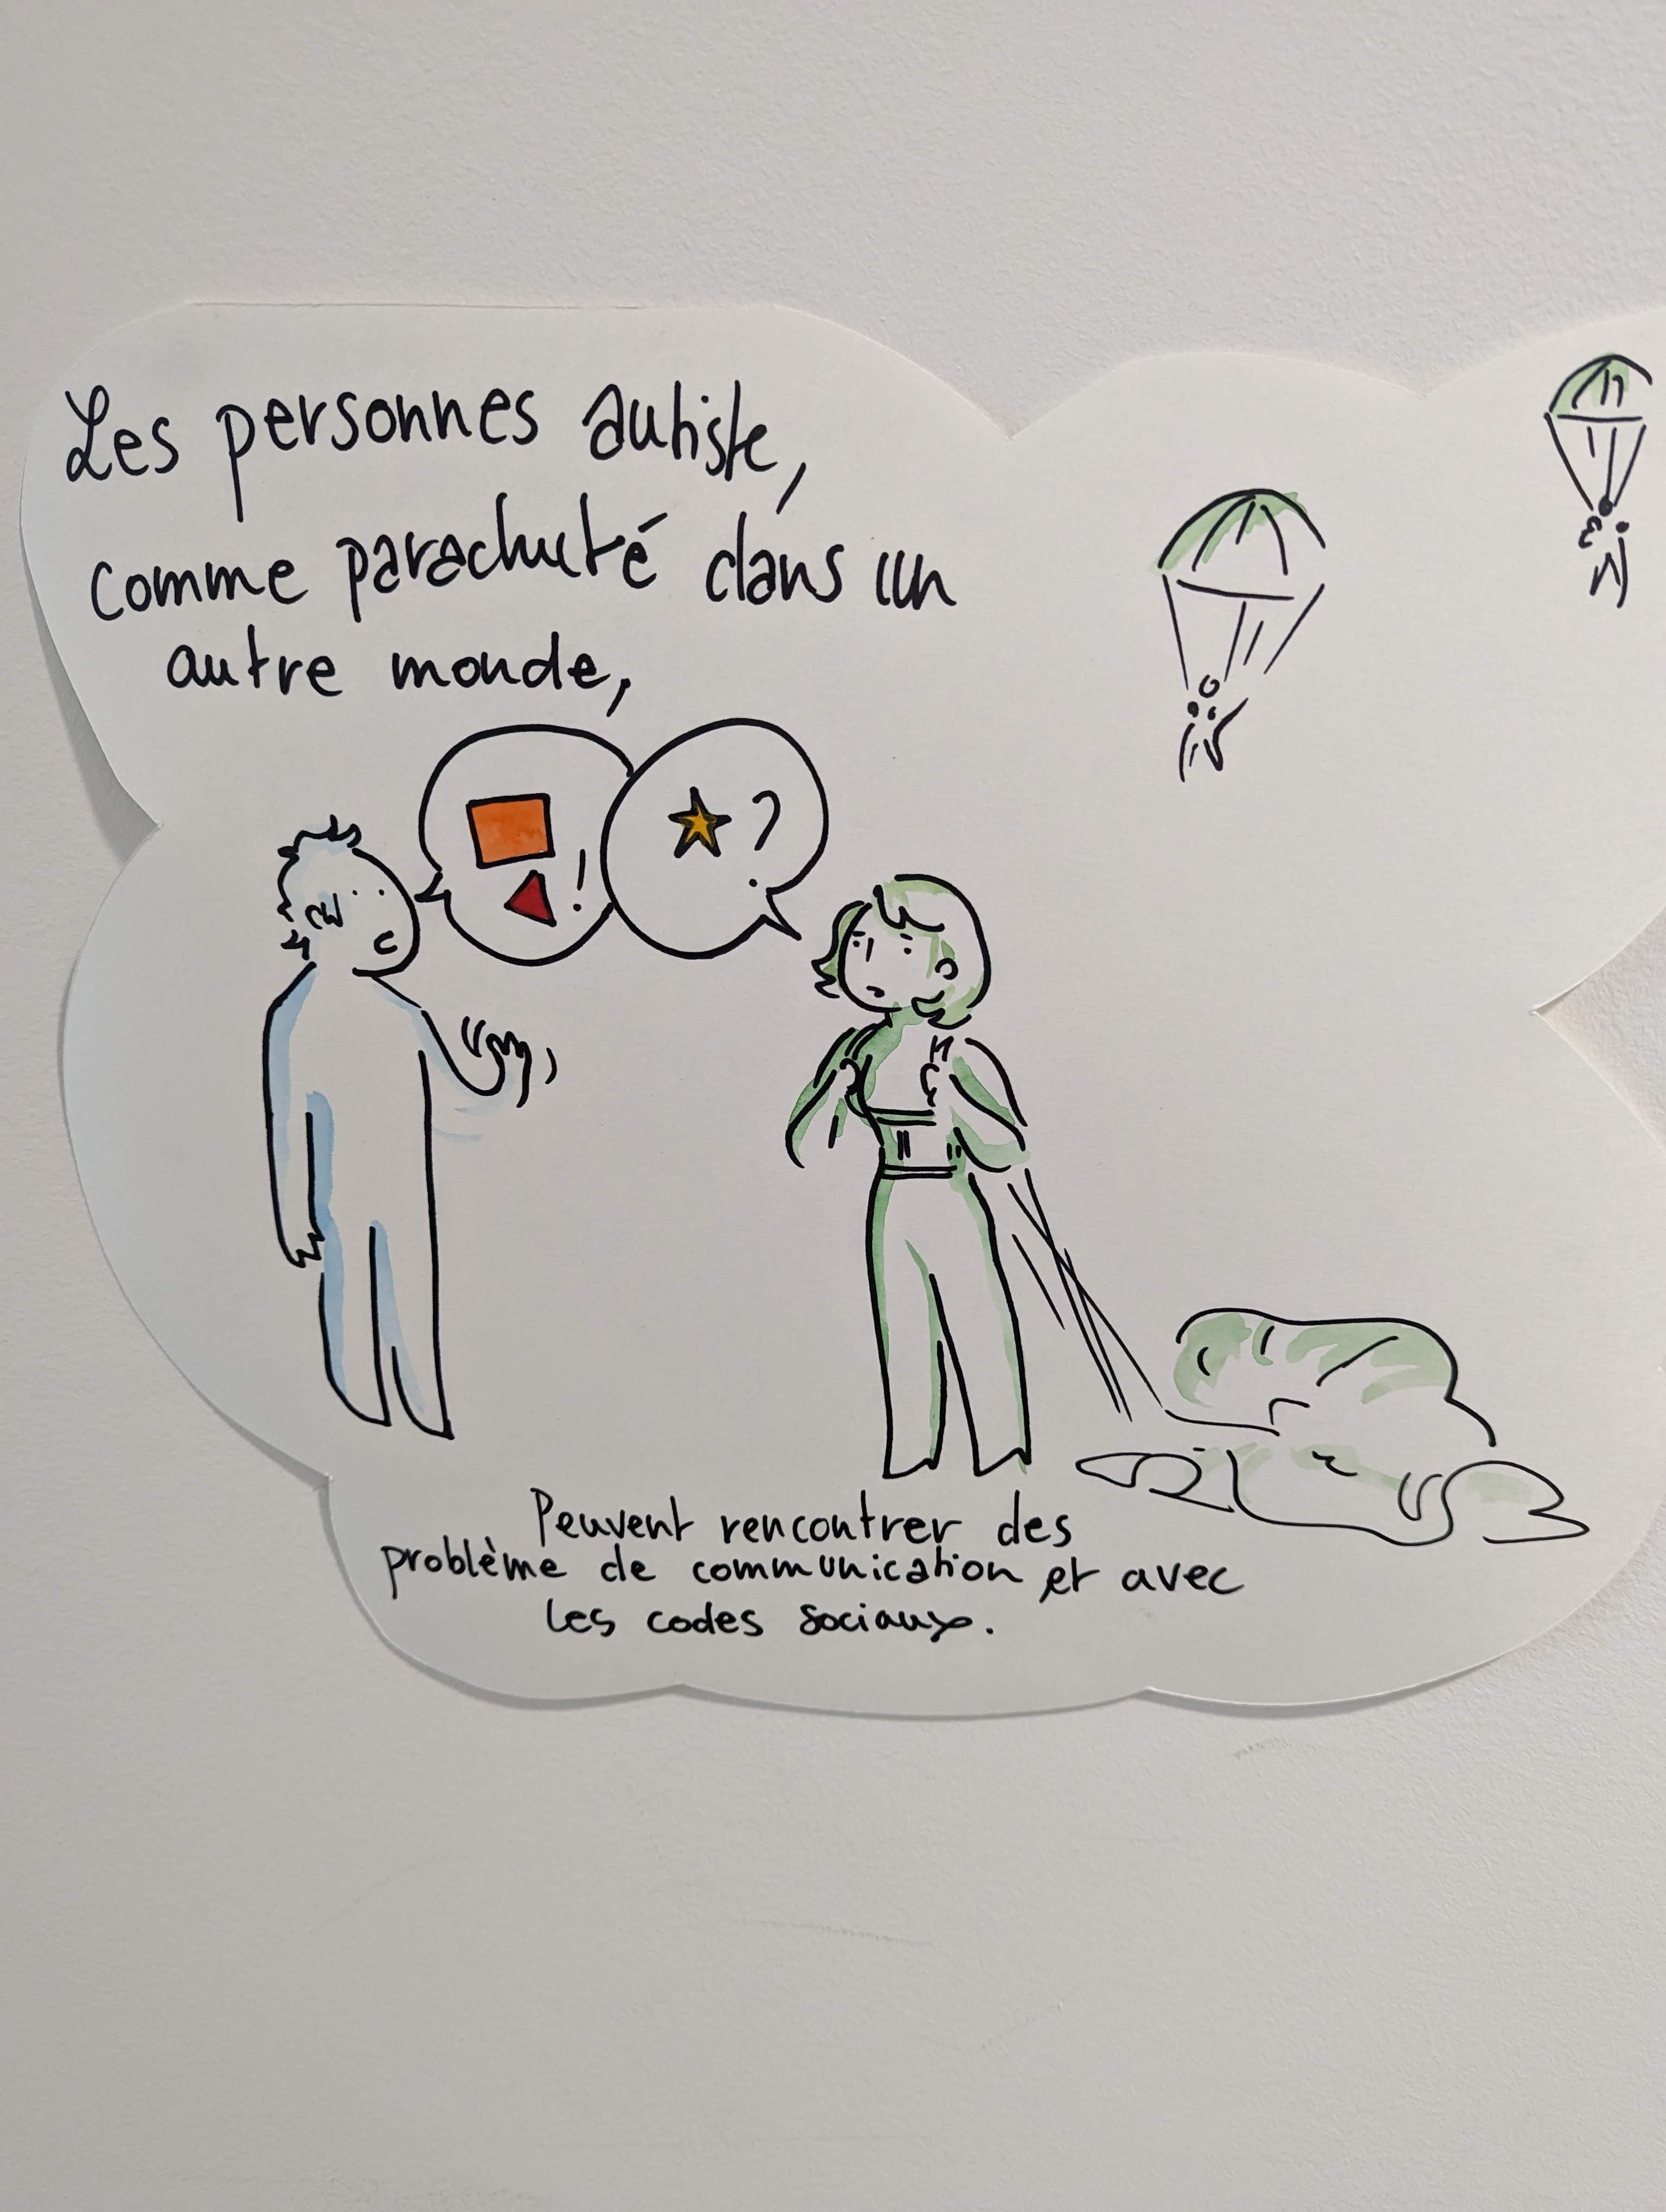 Les personnes autiste,
comme parachuté dans un
autre monde,
!
?
Peuvent rencontrer des
problème de communication et avec
les codes sociaux.